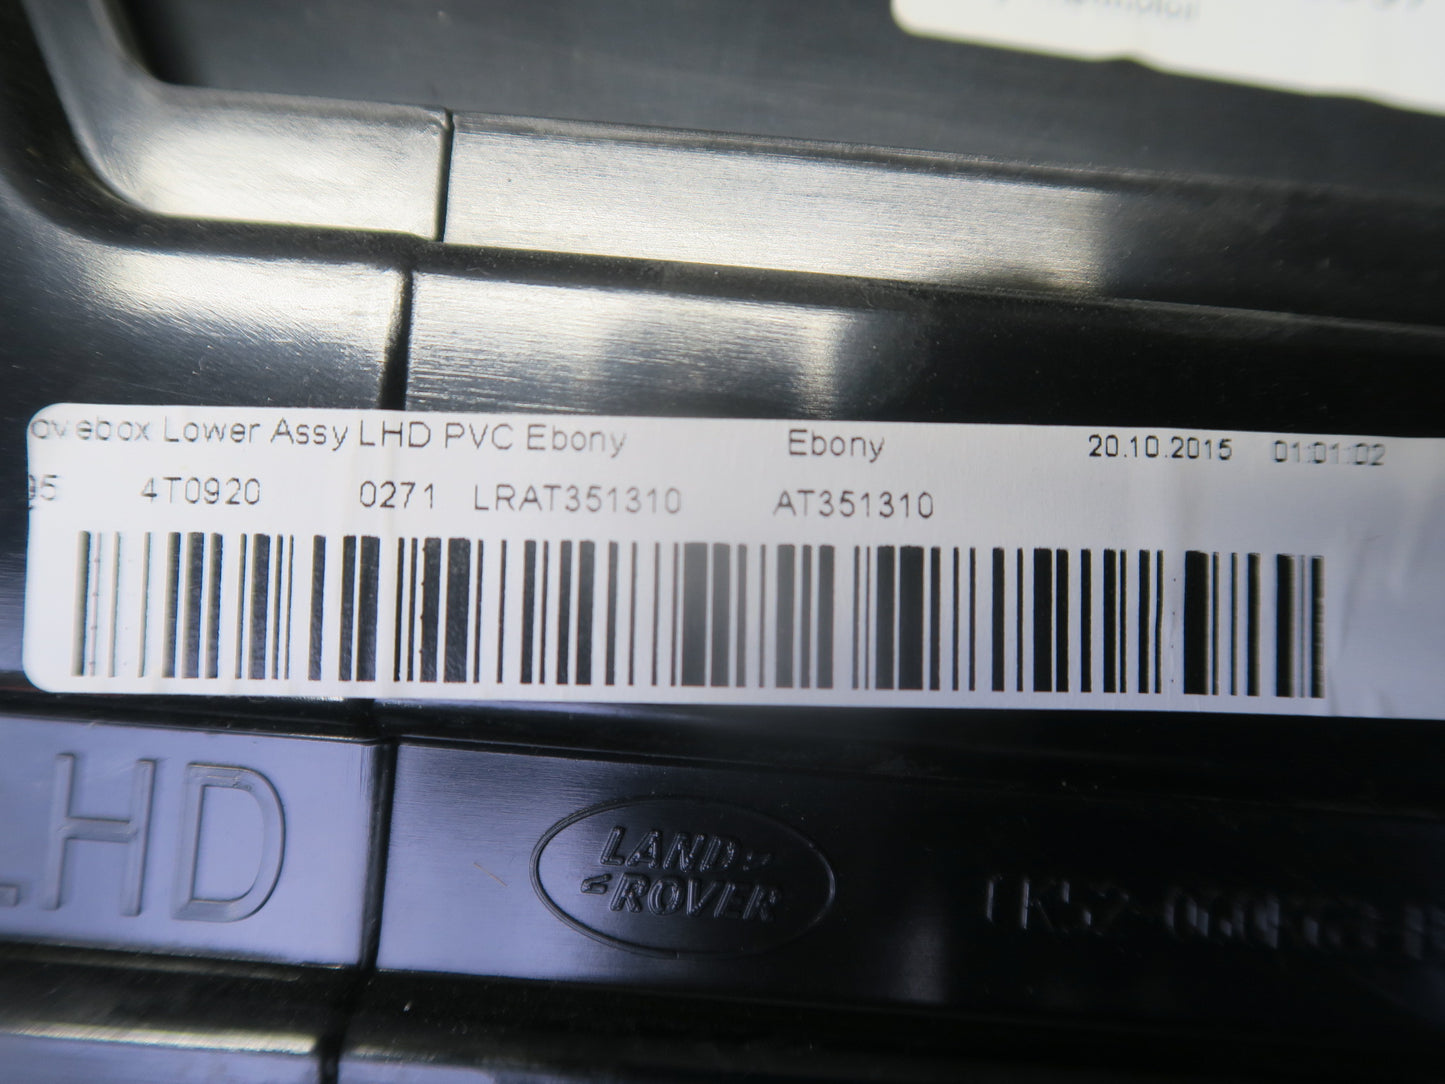 ovebox Lower Assy LHD PVC Ebony Ebony 20.10.2015 01:01:02
95 4T0920 0271 LRAT351310 AT351310
LHD
LAND
ROVER